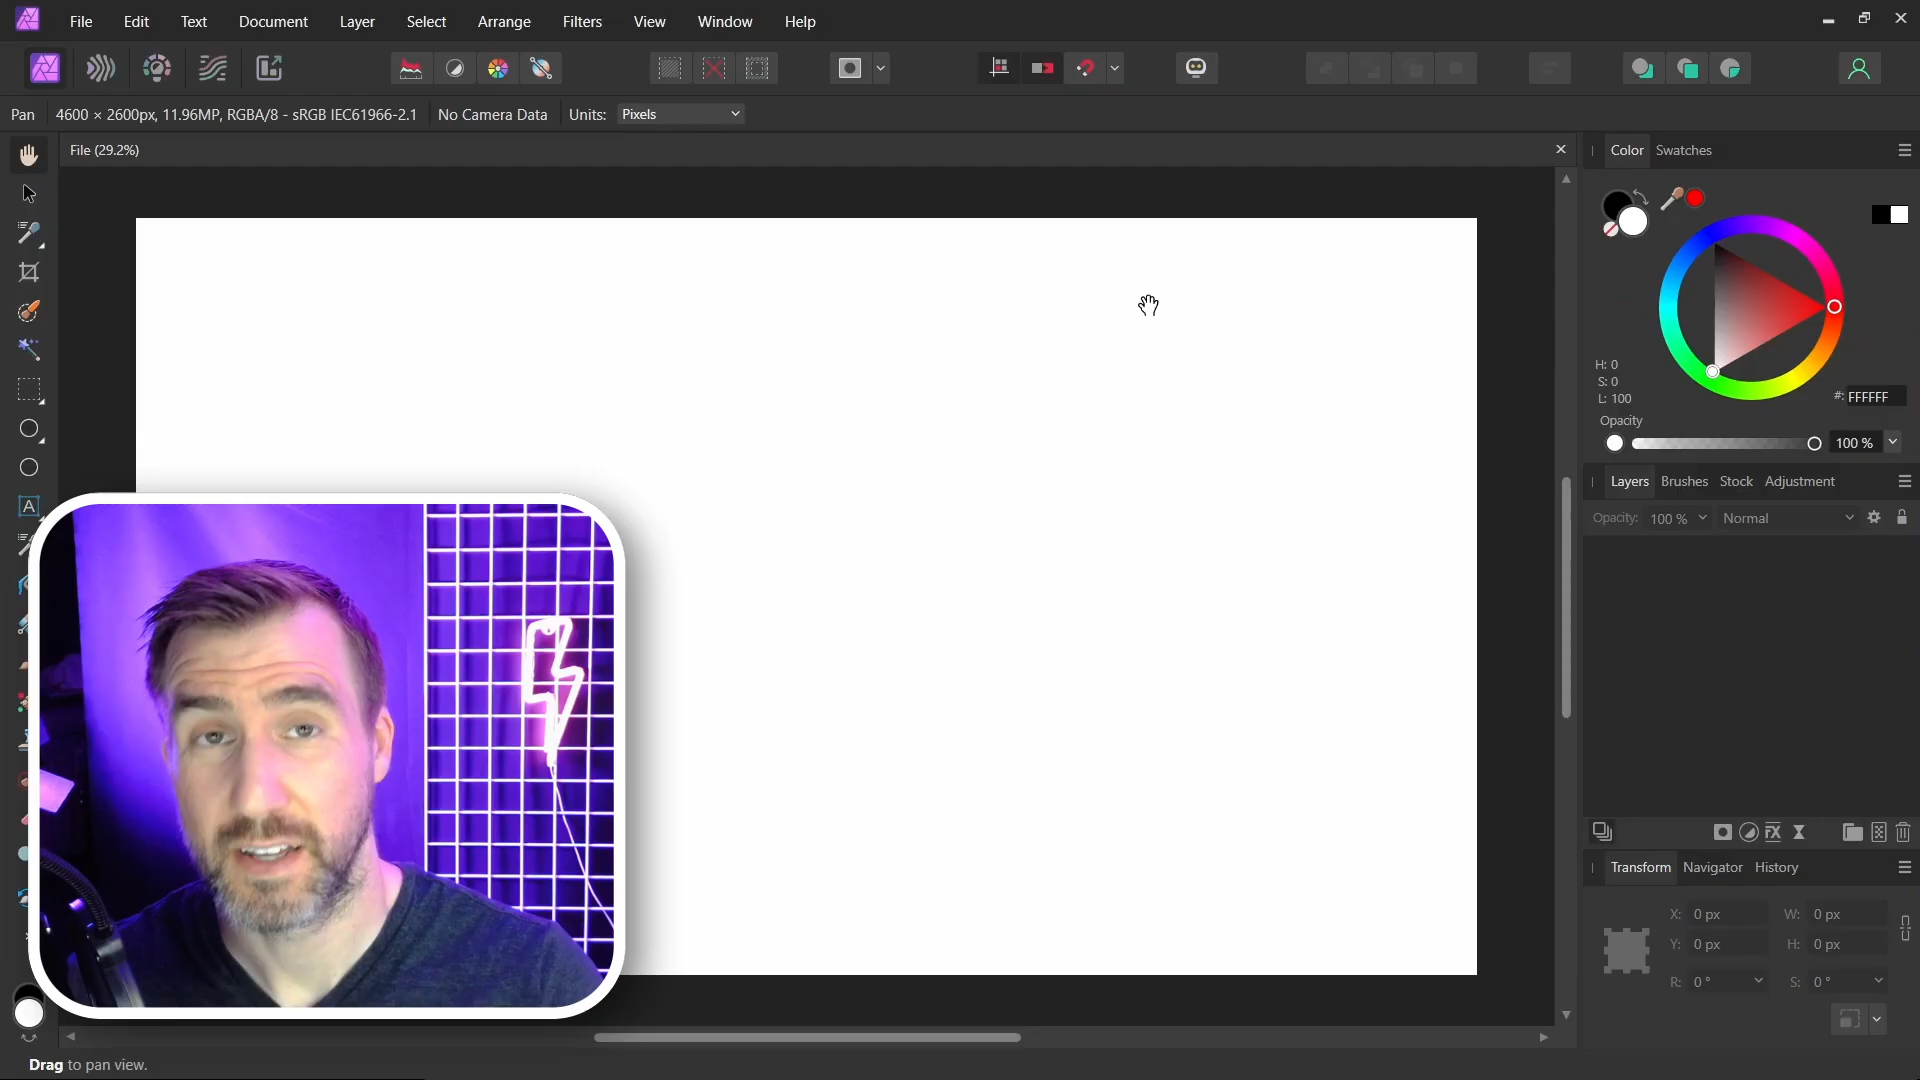 File Edit Text Document Layer Select Arrange Filters View Window Help
Pan 4600 × 2600px, 11.96MP, RGBA/8 - sRGB IEC61966-2.1 No Camera Data Units: Pixels
File (29.2%)
Color Swatches
H: 0
S: 0
L: 100
#: FFFFFF
Opacity
100 %
Layers Brushes Stock Adjustment
Opacity: 100 % Normal
Transform Navigator History
X: 0 px W: 0 px
Y: 0 px H: 0 px
R: 0 ° S: 0 °
Drag to pan view.